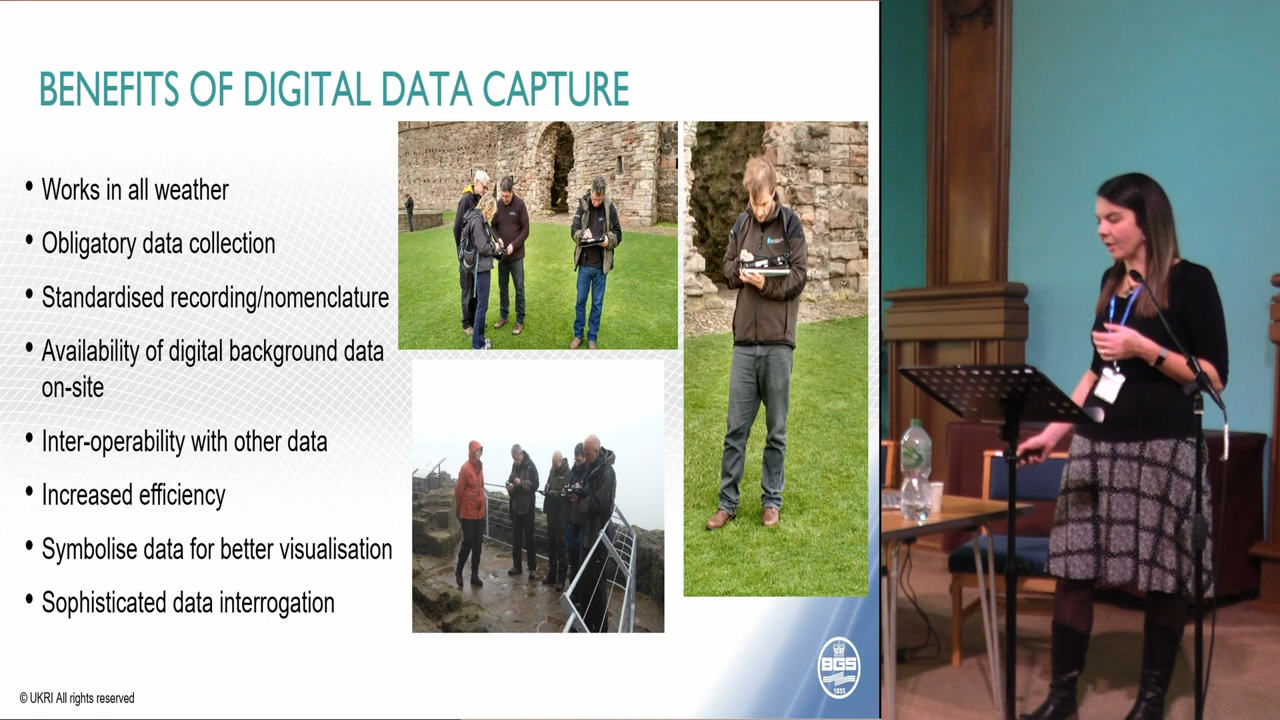 BENEFITS OF DIGITAL DATA CAPTURE
• Works in all weather
• Obligatory data collection
• Standardised recording/nomenclature
• Availability of digital background data
on-site
• Inter-operability with other data
• Increased efficiency
• Symbolise data for better visualisation
• Sophisticated data interrogation
BGS
1835
© UKRI All rights reserved